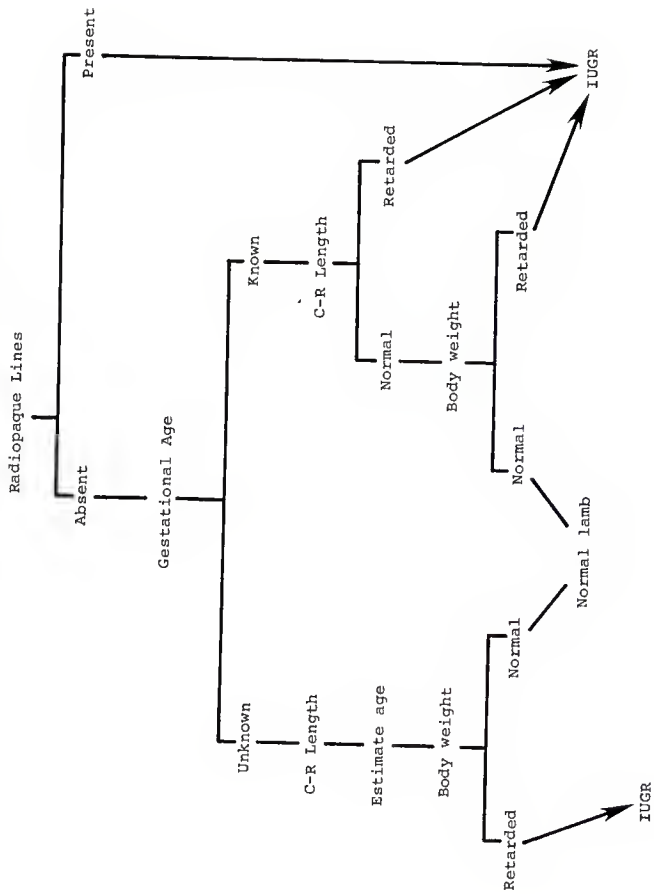 Radiopaque Lines
Absent
Present
Gestational Age
Unknown
Known
C-R Length
C-R Length
Estimate age
Normal
Retarded
Body weight
Body weight
Retarded
Normal
Normal
Retarded
Normal lamb
IUGR
IUGR